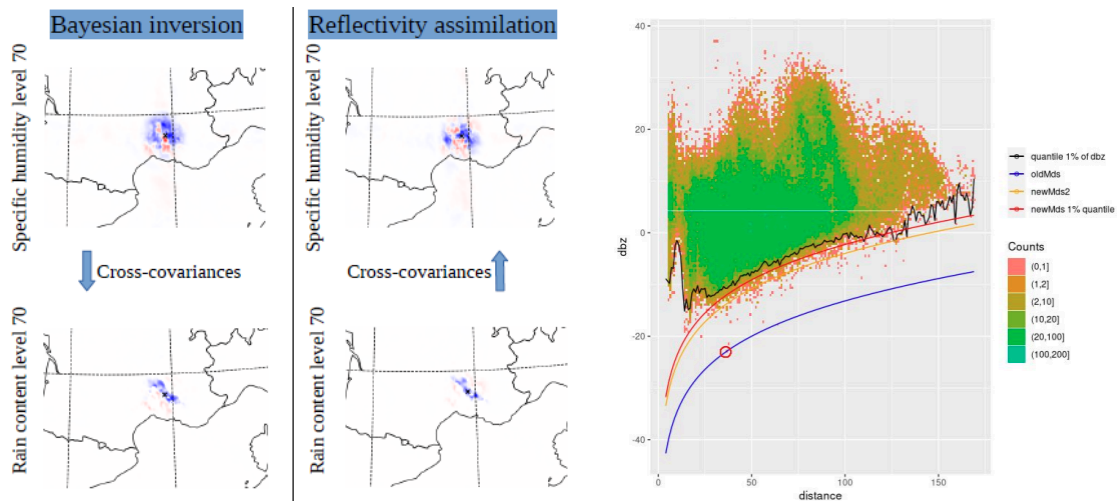 Bayesian inversion
Reflectivity assimilation
Specific humidity level 70
Specific humidity level 70
Cross-covariances
Cross-covariances
Rain content level 70
Rain content level 70
40
20
0
-20
-40
dbz
0
50
100
150
distance
quantile 1% of dbz
oldMds
newMds2
newMds 1% quantile
Counts
(0,1]
(1,2]
(2,10]
(10,20]
(20,100]
(100,200]